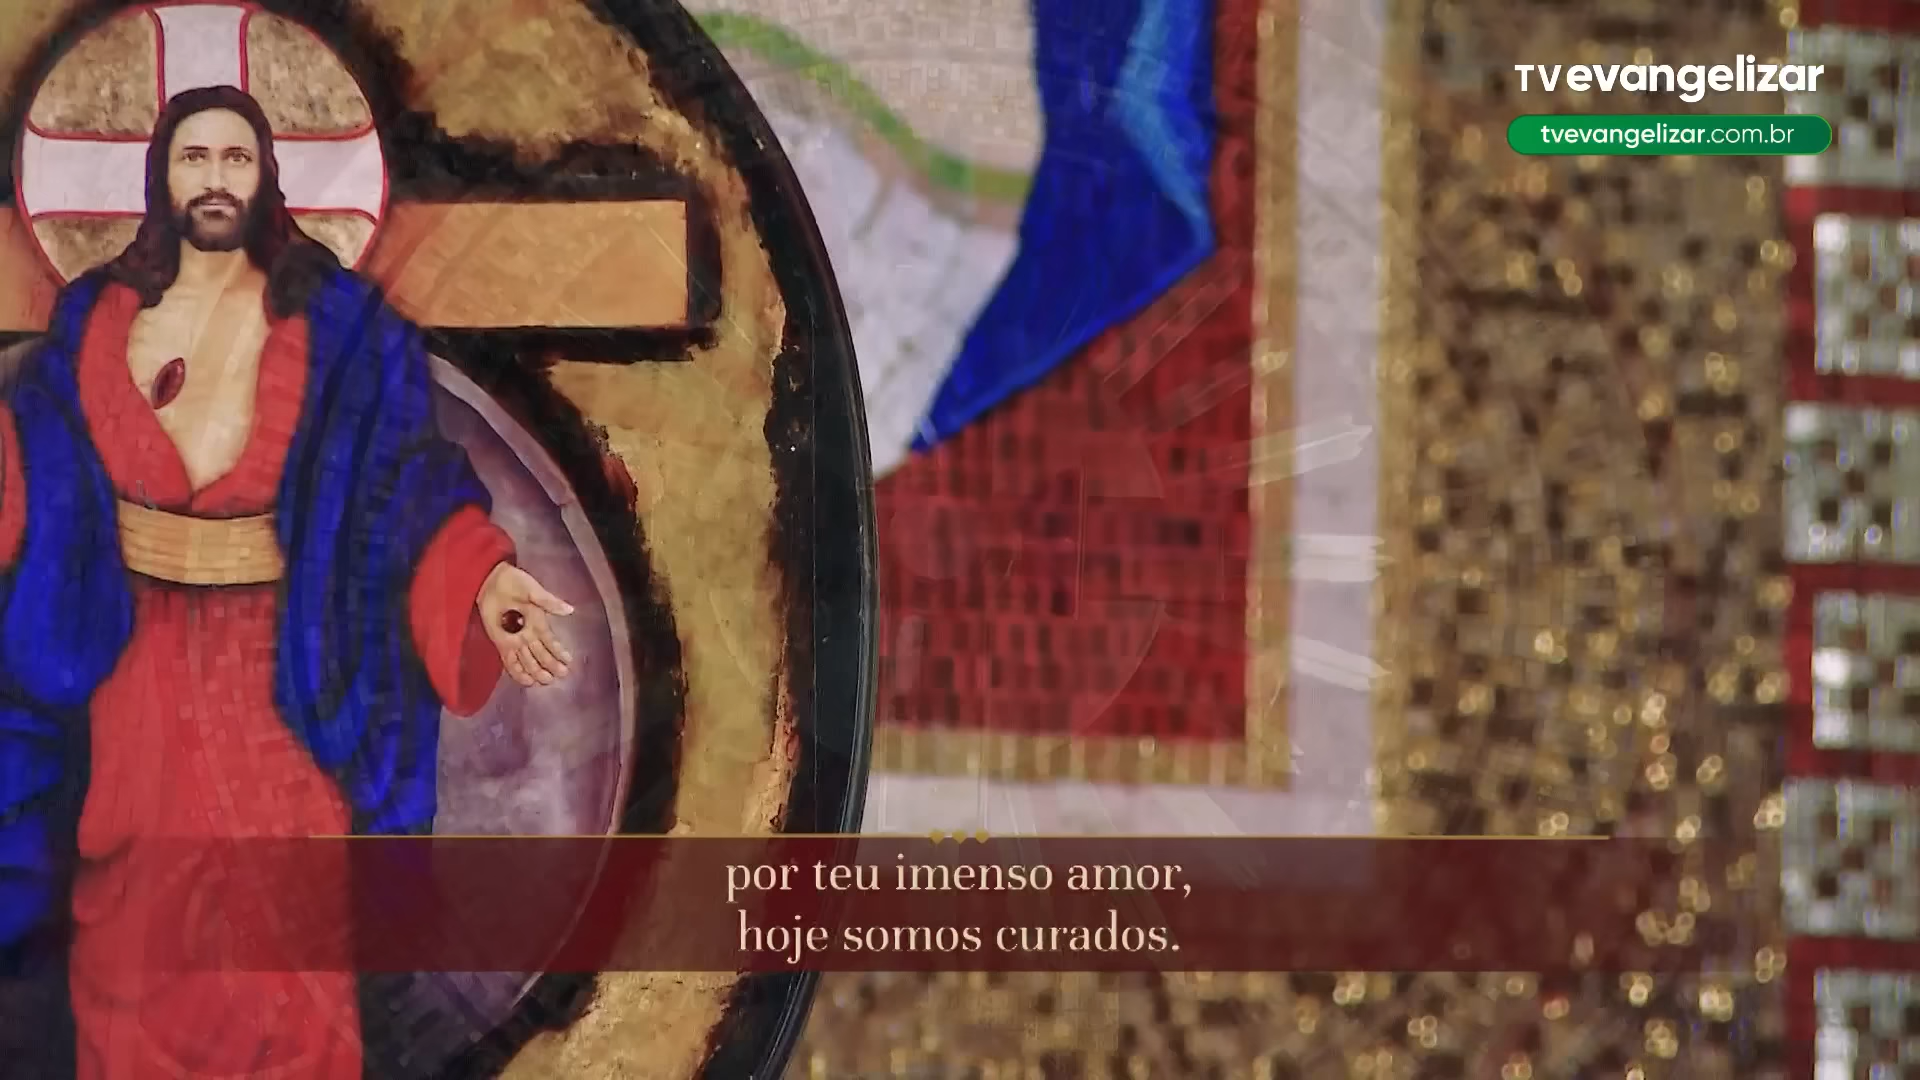 TVevangelizar
tvevangelizar.com.br
por teu imenso amor,
hoje somos curados.